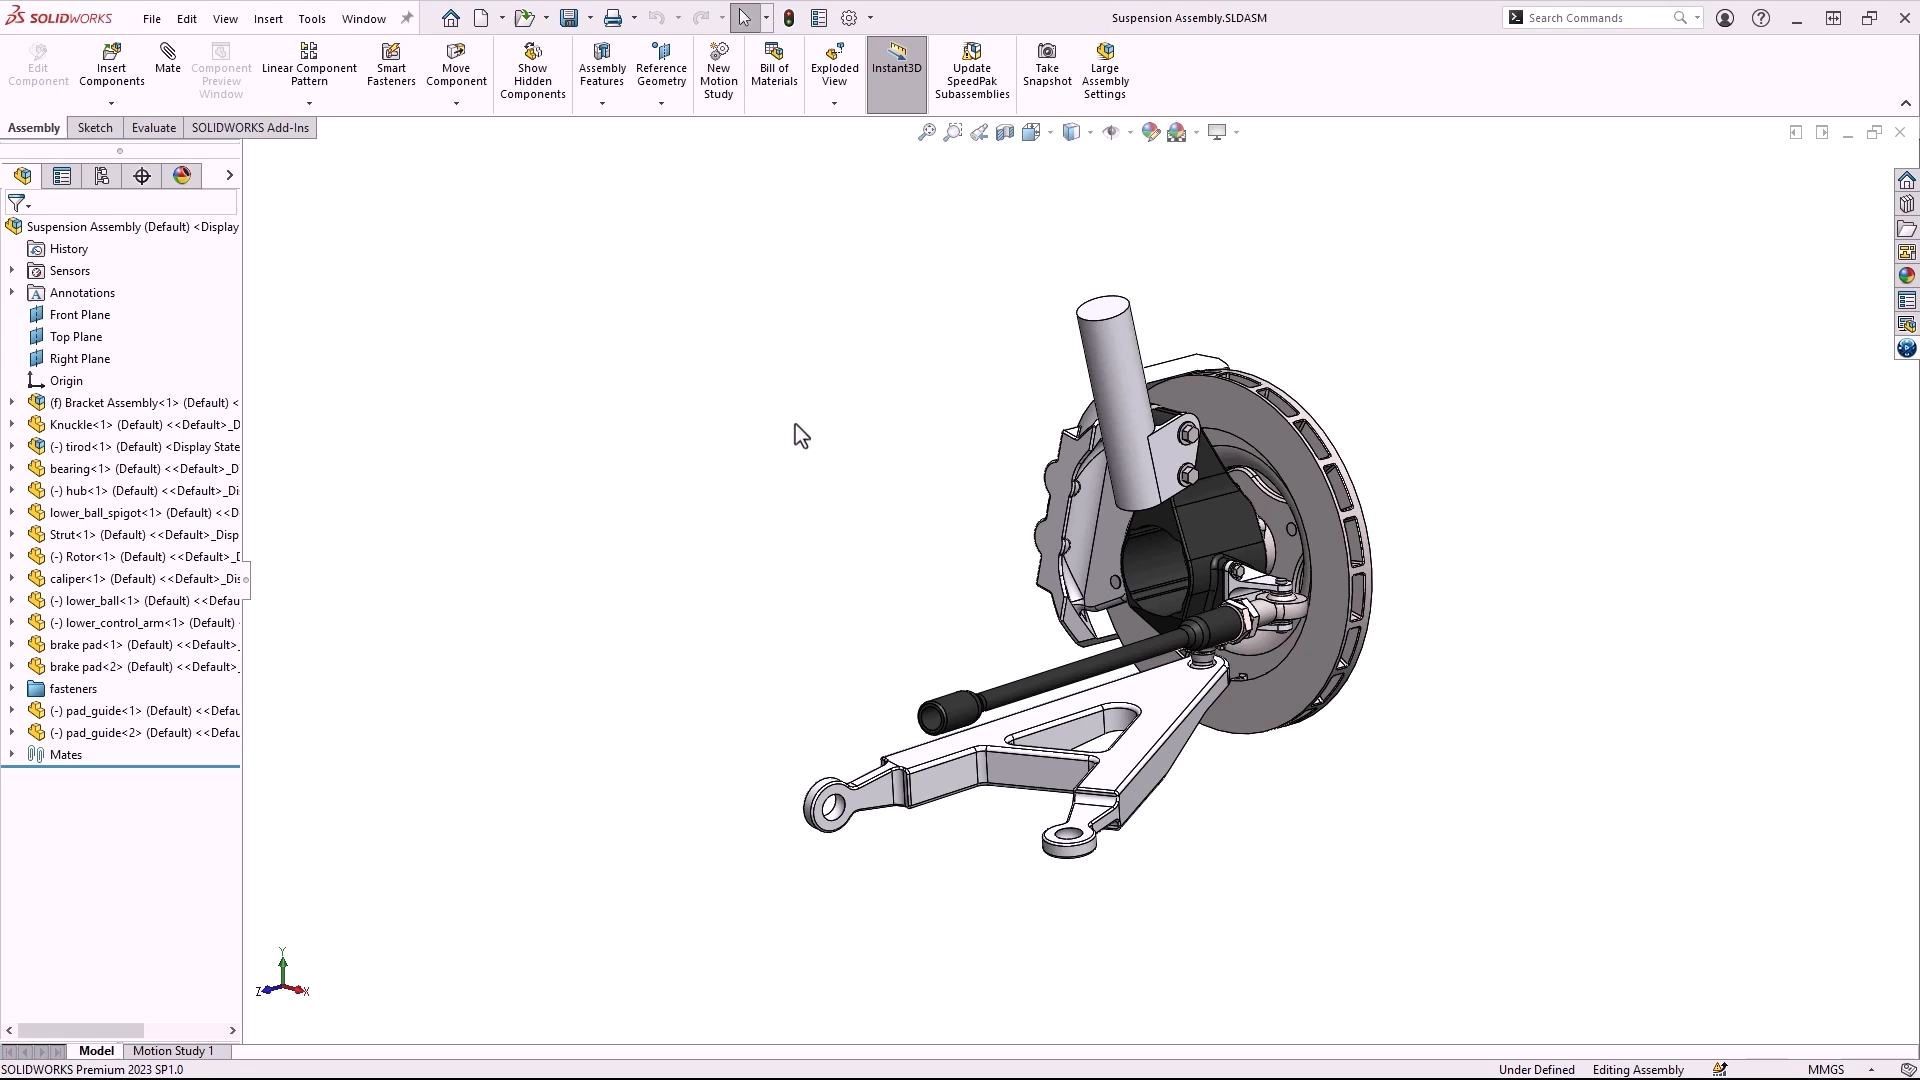 SOLIDWORKS File Edit View Insert Tools Window
Suspension Assembly.SLDASM
Search Commands
Edit Component
Insert Components
Mate
Component Preview Window
Linear Component Pattern
Smart Fasteners
Move Component
Show Hidden Components
Assembly Features
Reference Geometry
New Motion Study
Bill of Materials
Exploded View
Instant3D
Update SpeedPak Subassemblies
Take Snapshot
Large Assembly Settings
Assembly Sketch Evaluate SOLIDWORKS Add-Ins
Suspension Assembly (Default) <Display
History
Sensors
Annotations
Front Plane
Top Plane
Right Plane
Origin
(f) Bracket Assembly<1> (Default) <
Knuckle<1> (Default) <<Default>_D
(-) tirod<1> (Default) <Display State
bearing<1> (Default) <<Default>_D
(-) hub<1> (Default) <<Default>_Di
lower_ball_spigot<1> (Default) <<D
Strut<1> (Default) <<Default>_Disp
(-) Rotor<1> (Default) <<Default>_D
caliper<1> (Default) <<Default>_Dis
(-) lower_ball<1> (Default) <<Defau
(-) lower_control_arm<1> (Default)
brake pad<1> (Default) <<Default>_
brake pad<2> (Default) <<Default>_
fasteners
(-) pad_guide<1> (Default) <<Defau
(-) pad_guide<2> (Default) <<Defau
Mates
Y
Z X
Model Motion Study 1
SOLIDWORKS Premium 2023 SP1.0
Under Defined Editing Assembly MMGS